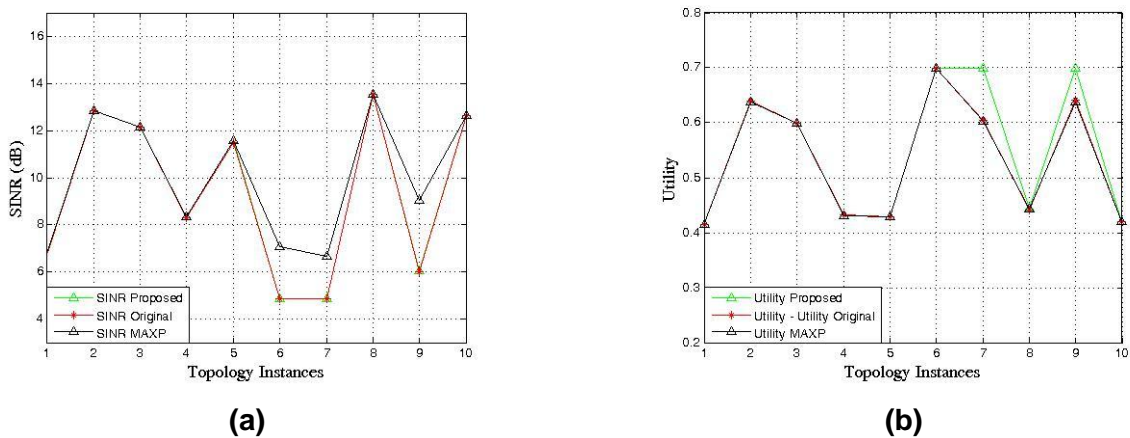 16
14
12
10
8
6
4
SINR (dB)
SINR Proposed
SINR Original
SINR MAXP
1 2 3 4 5 6 7 8 9 10
Topology Instances
(a)
0.8
0.7
0.6
0.5
0.4
0.3
0.2
Utility
Utility Proposed
Utility - Utility Original
Utility MAXP
1 2 3 4 5 6 7 8 9 10
Topology Instances
(b)